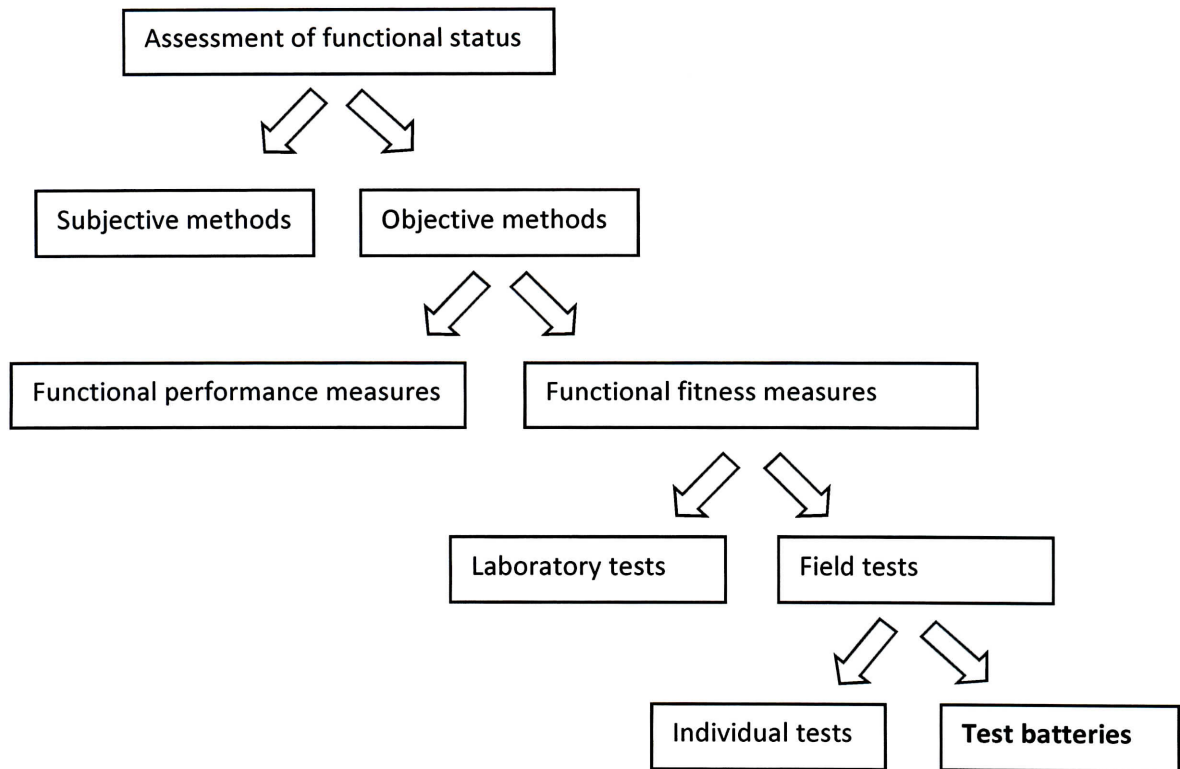 Assessment of functional status
Subjective methods
Objective methods
Functional performance measures
Functional fitness measures
Laboratory tests
Field tests
Individual tests
Test batteries